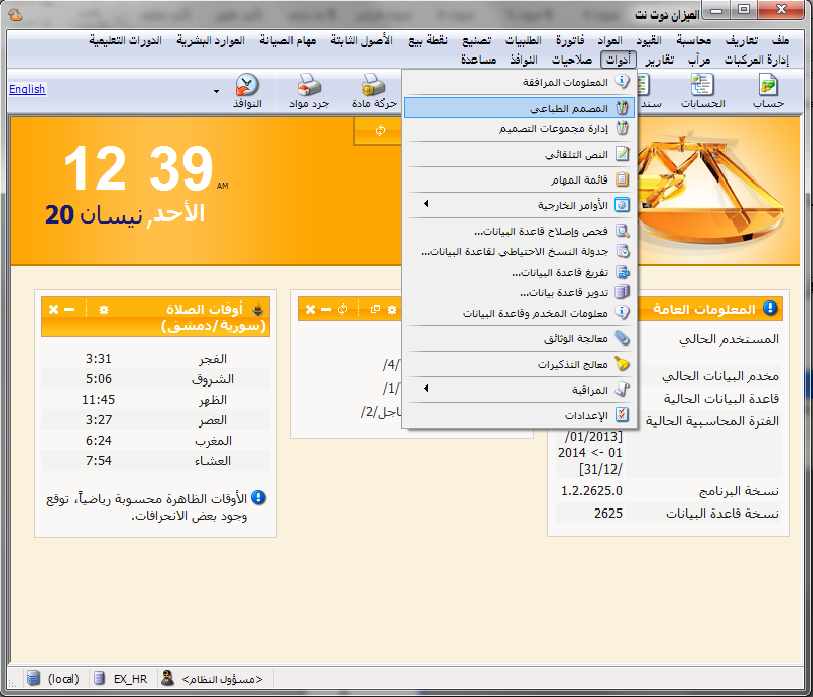 الميزان دوت نت
ملف تعاريف محاسبة القيود المواد فاتورة الطلبيات تصنيع نقطة بيع الأصول الثابتة مهام الصيانة الموارد البشرية الدورات التعليمية
إدارة المركبات مرآب تقارير أدوات صلاحيات النوافذ مساعدة
حساب
الحسابات
حركة مادة
جرد مواد
النوافذ
English
المعلومات المرافقة
المصمم الطباعي
إدارة مجموعات التصميم
النص التلقائي
قائمة المهام
الأوامر الخارجية
فحص وإصلاح قاعدة البيانات...
جدولة النسخ الاحتياطي لقاعدة البيانات...
تفريغ قاعدة البيانات...
تدوير قاعدة بيانات...
معلومات المخدم وقاعدة البيانات
معالجة الوثائق
معالج التذكيرات
المراقبة
الإعدادات
12 39 AM
الأحد, نيسان 20
المعلومات العامة
المستخدم الحالي
مخدم البيانات الحالي
قاعدة البيانات الحالية
الفترة المحاسبية الحالية
[01/2013/
01 -> 2014
/31/12]
نسخة البرنامج 1.2.2625.0
نسخة قاعدة البيانات 2625
/4/
/1/
اجل/2/
أوقات الصلاة
(سورية/دمشق)
الفجر 3:31
الشروق 5:06
الظهر 11:45
العصر 3:27
المغرب 6:24
العشاء 7:54
الأوقات الظاهرة محسوبة رياضياً، توقع
وجود بعض الانحرافات.
(local) EX_HR <مسؤول النظام>